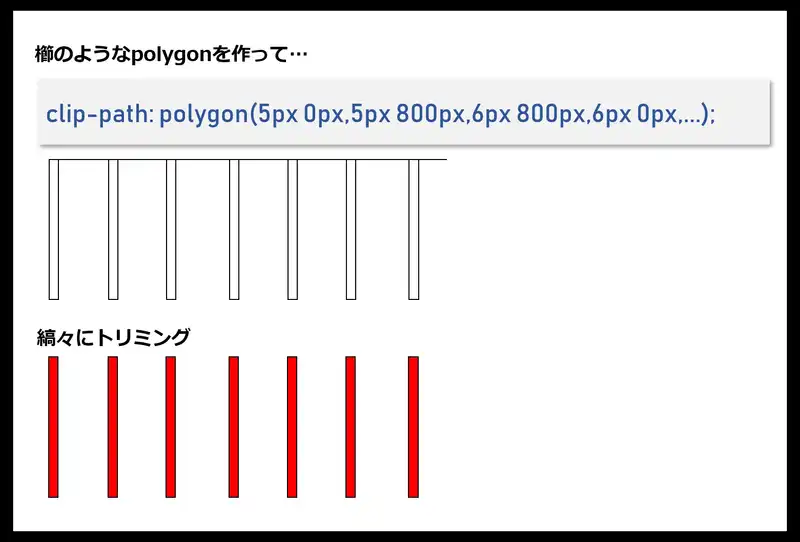 櫛のようなpolygonを作って…
clip-path: polygon(5px 0px,5px 800px,6px 800px,6px 0px,...);
縞々にトリミング